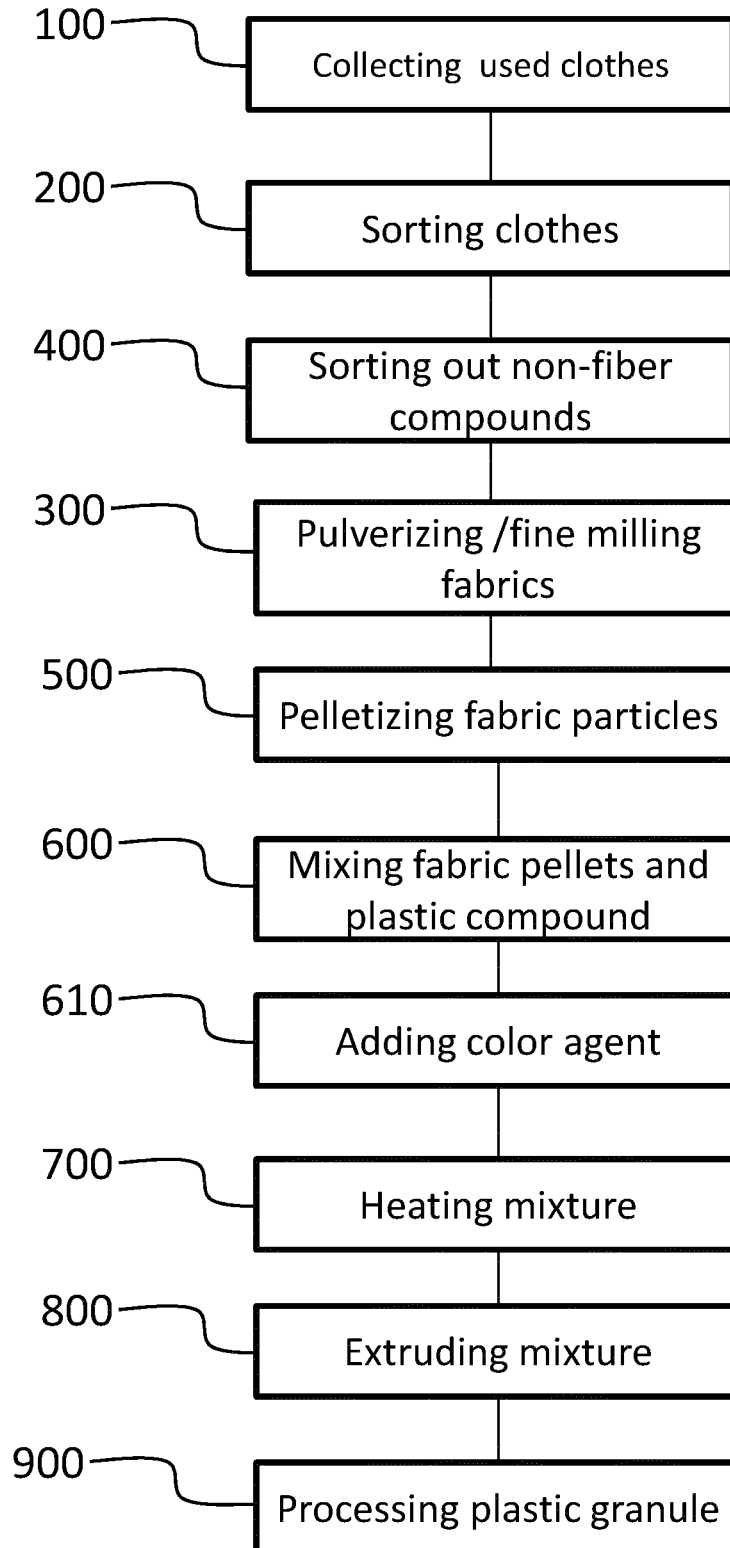 100
Collecting used clothes
200
Sorting clothes
400
Sorting out non-fiber
compounds
300
Pulverizing /fine milling
fabrics
500
Pelletizing fabric particles
600
Mixing fabric pellets and
plastic compound
610
Adding color agent
700
Heating mixture
800
Extruding mixture
900
Processing plastic granule